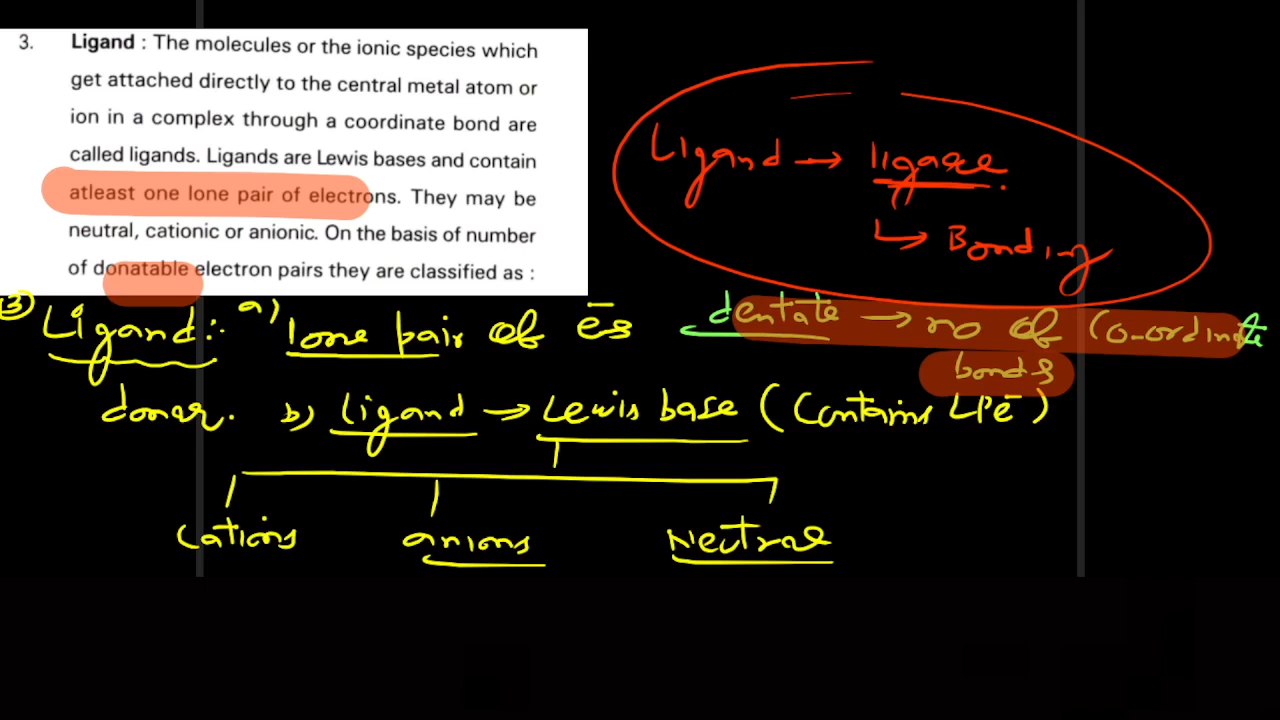 3. Ligand : The molecules or the ionic species which
get attached directly to the central metal atom or
ion in a complex through a coordinate bond are
called ligands. Ligands are Lewis bases and contain
atleast one lone pair of electrons. They may be
neutral, cationic or anionic. On the basis of number
of donatable electron pairs they are classified as :
Ligand → ligare
↳ Bonding
③ Ligand:- a) lone pair of ēs
donar. b) Ligand → Lewis base (Contains LPē)
dentate → no of Co-ordinate
bonds
Cations anions Neutral